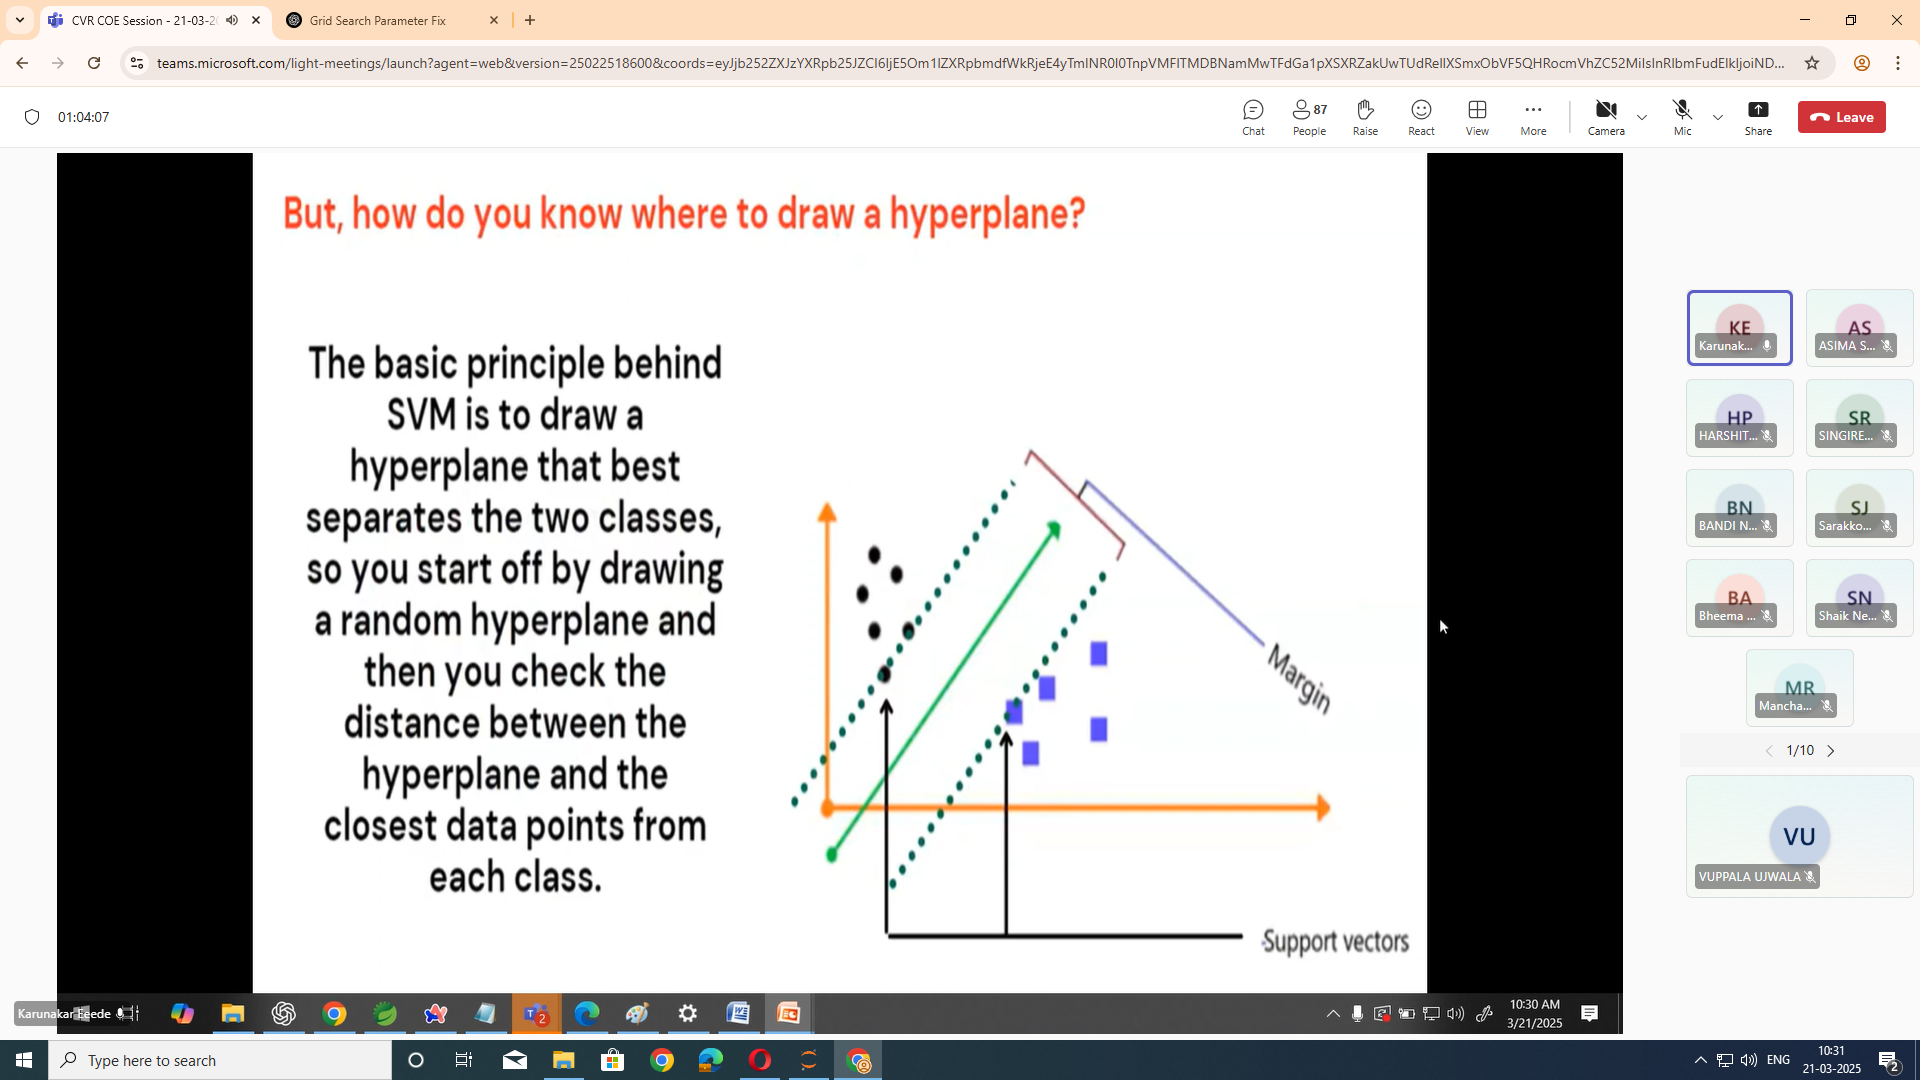 CVR COE Session - 21-03-2
Grid Search Parameter Fix
teams.microsoft.com/light-meetings/launch?agent=web&version=25022518600&coords=
01:04:07
Chat
87
People
Raise
React
View
More
Camera
Mic
Share
Leave
But, how do you know where to draw a hyperplane?
The basic principle behind
SVM is to draw a
hyperplane that best
separates the two classes,
so you start off by drawing
a random hyperplane and
then you check the
distance between the
hyperplane and the
closest data points from
each class.
Margin
Support vectors
KE
Karunak...
AS
ASIMA S...
HP
HARSHIT...
SR
SINGIRE...
BN
BANDI N...
SJ
Sarakko...
BA
Bheema ...
SN
Shaik Ne...
MR
Mancha...
1/10
VU
VUPPALA UJWALA
Karunakar Eeede
2
10:30 AM
3/21/2025
Type here to search
ENG
10:31
21-03-2025
2